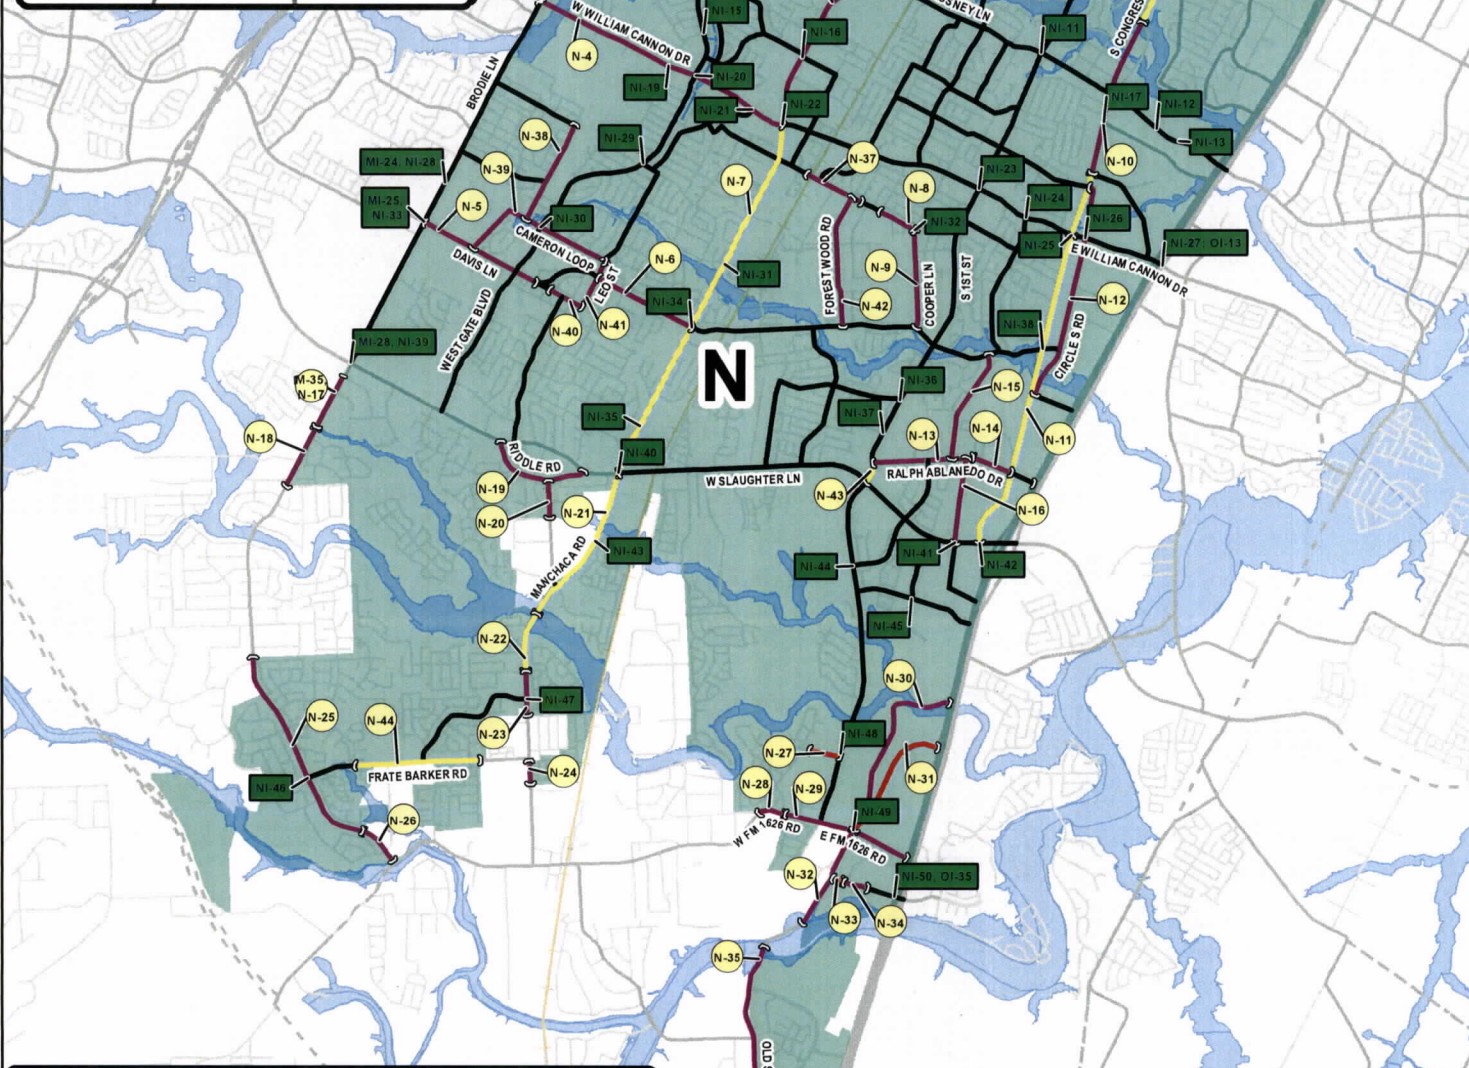 NI-15
USSNEY LN
S CONGRES
W WILLIAM CANNON DR
NI-16
NI-11
N-4
NI-20
NI-19
BRODIE LN
NI-21
NI-22
NI-17
NI-12
N-38
NI-29
NI-13
MI-24, NI-28
N-39
N-37
N-10
N-7
N-8
NI-23
MI-25,
NI-33
N-5
NI-30
NI-32
NI-24
NI-26
CAMERON LOOP
NI-25
NI-27; OI-13
DAVIS LN
N-6
FOREST WOOD RD
N-9
E WILLIAM CANNON DR
LEO ST
NI-31
COOPER LN
S 1ST ST
NI-34
N-42
N-12
WEST GATE BLVD
N-40
N-41
NI-38
MI-28, NI-39
CIRCLE S RD
N
M-35,
N-17
NI-36
N-15
NI-35
NI-37
N-18
N-13
N-14
N-11
NI-40
RIDDLE RD
RALPH ABLANEDO DR
W SLAUGHTER LN
N-19
N-43
N-20
N-21
N-16
NI-43
NI-41
MANCHACA RD
NI-44
NI-42
NI-45
N-22
N-30
NI-47
N-25
N-44
N-23
NI-48
N-27
N-24
FRATE BARKER RD
N-31
NI-46
N-28
N-29
NI-49
N-26
W FM 1626 RD
E FM 1626 RD
N-32
NI-50, OI-35
N-33
N-34
N-35
OLD S